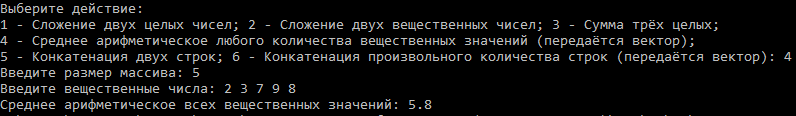 Выберите действие:
1 - Сложение двух целых чисел; 2 - Сложение двух вещественных чисел; 3 - Сумма трёх целых;
4 - Среднее арифметическое любого количества вещественных значений (передаётся вектор);
5 - Конкатенация двух строк; 6 - Конкатенация произвольного количества строк (передаётся вектор): 4
Введите размер массива: 5
Введите вещественные числа: 2 3 7 9 8
Среднее арифметическое всех вещественных значений: 5.8